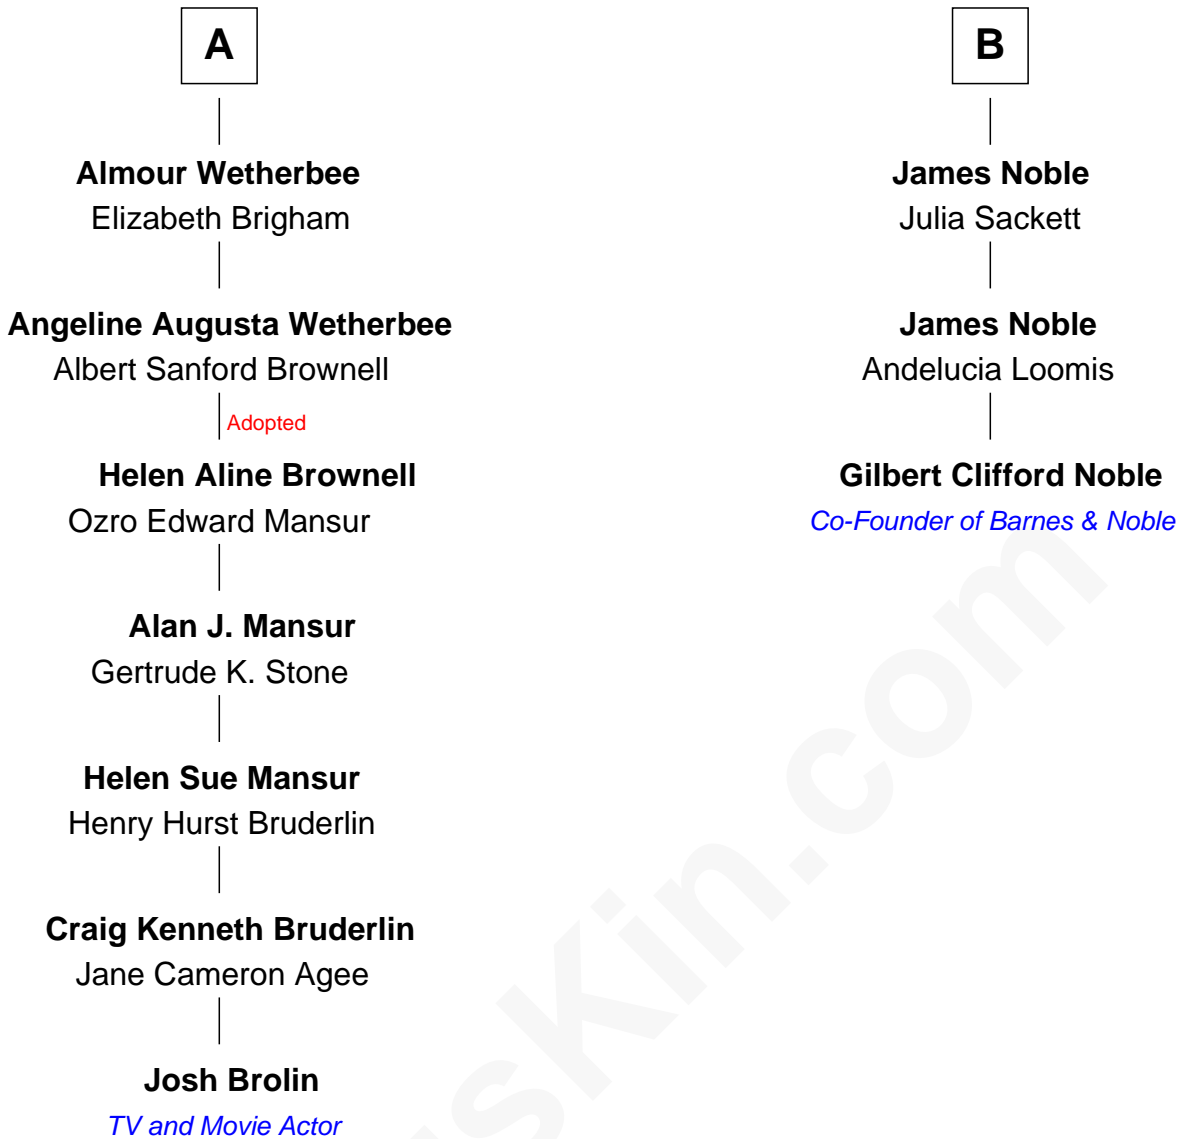 A
Almour Wetherbee
Elizabeth Brigham
Angeline Augusta Wetherbee
Albert Sanford Brownell
Adopted
Helen Aline Brownell
Ozro Edward Mansur
Alan J. Mansur
Gertrude K. Stone
Helen Sue Mansur
Henry Hurst Bruderlin
Craig Kenneth Bruderlin
Jane Cameron Agee
Josh Brolin
TV and Movie Actor
B
James Noble
Julia Sackett
James Noble
Andelucia Loomis
Gilbert Clifford Noble
Co-Founder of Barnes & Noble
usKin.com